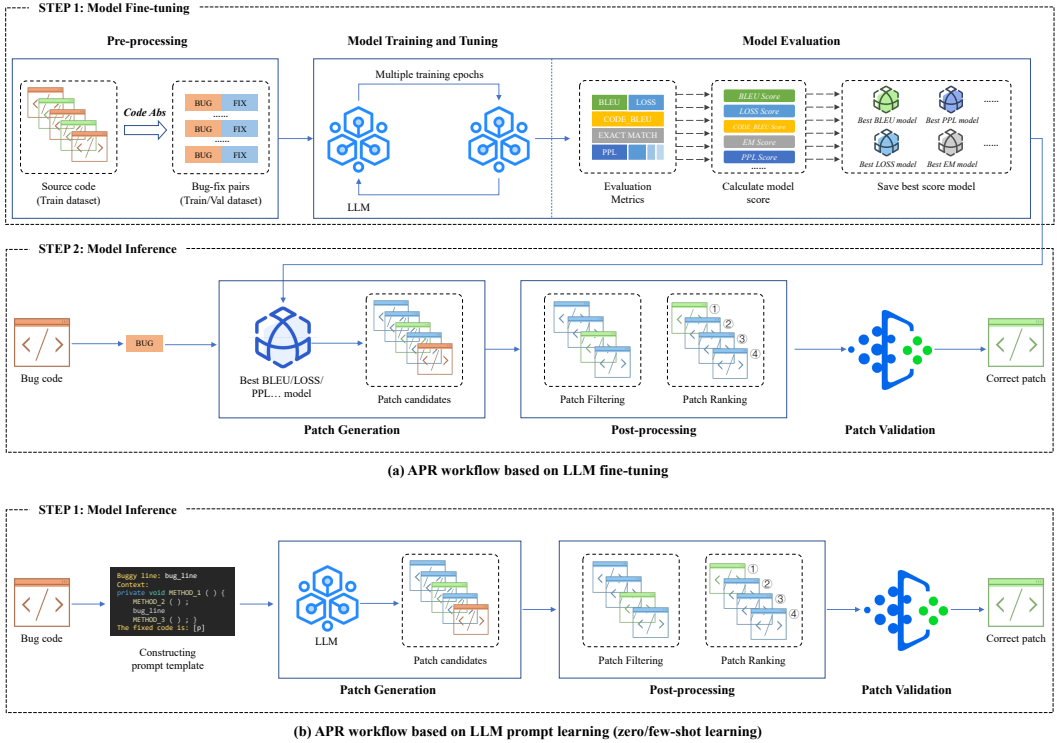 STEP 1: Model Fine-tuning
Pre-processing
Model Training and Tuning
Model Evaluation
Code Abs
BUG FIX
......
BUG FIX
......
BUG FIX
Source code
(Train dataset)
Bug-fix pairs
(Train/Val dataset)
Multiple training epochs
LLM
BLEU LOSS
CODE_BLEU
EXACT MATCH
PPL
Evaluation
Metrics
BLEU Score
LOSS Score
CODE_BLEU Score
EM Score
PPL Score
......
Calculate model
score
Best BLEU model
Best PPL model
......
Best LOSS model
Best EM model
......
Save best score model
STEP 2: Model Inference
Bug code
BUG
Best BLEU/LOSS/
PPL… model
Patch candidates
Patch Generation
Patch Filtering
①
②
③
④
Patch Ranking
Post-processing
Patch Validation
Correct patch
(a) APR workflow based on LLM fine-tuning
STEP 1: Model Inference
Bug code
Buggy line: bug_line
Context:
private void METHOD_1 ( ) {
METHOD_2 ( ) ;
bug_line
METHOD_3 ( ) ; }
The fixed code is: [p]
Constructing
prompt template
LLM
Patch candidates
Patch Generation
Patch Filtering
①
②
③
④
Patch Ranking
Post-processing
Patch Validation
Correct patch
(b) APR workflow based on LLM prompt learning (zero/few-shot learning)